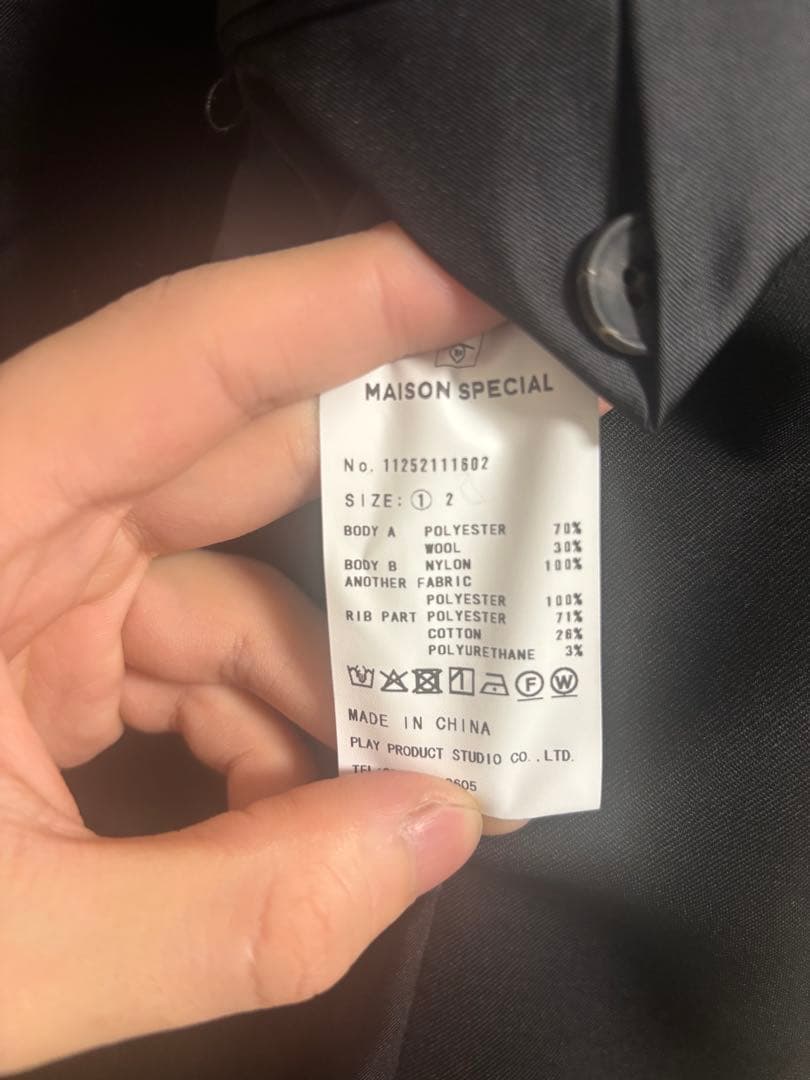 MAISON SPECIAL
No. 11252111602
SIZE: ① 2
BODY A POLYESTER 70%
WOOL 30%
BODY B NYLON 100%
ANOTHER FABRIC
POLYESTER 100%
RIB PART POLYESTER 71%
COTTON 26%
POLYURETHANE 3%
F W
MADE IN CHINA
PLAY PRODUCT STUDIO CO.,LTD.
605